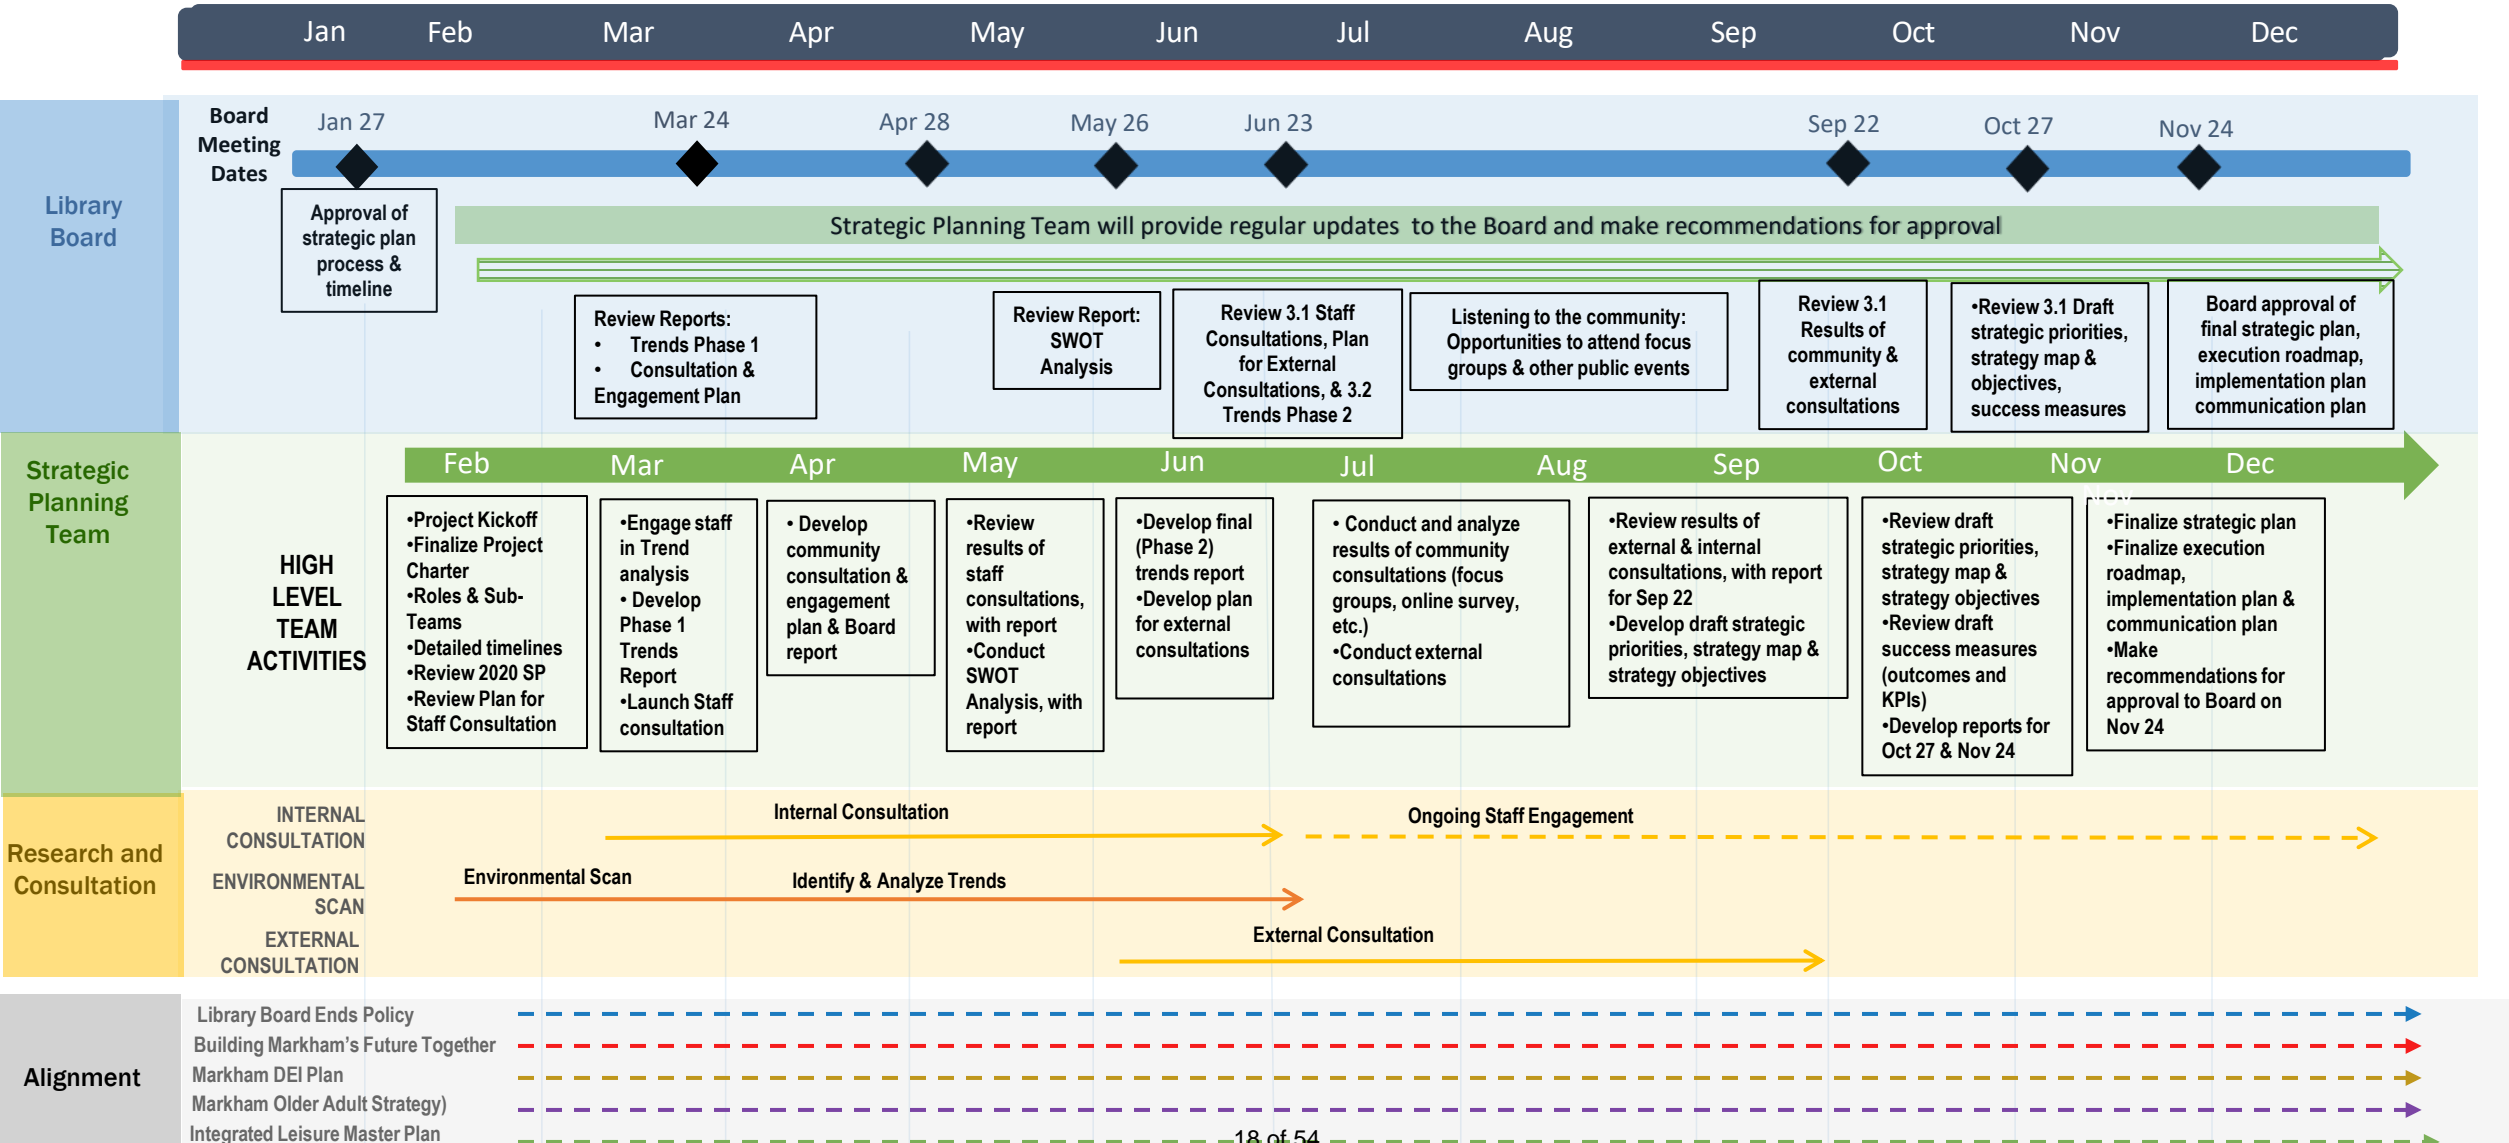 Jan Feb Mar Apr May Jun Jul Aug Sep Oct Nov Dec
Library
Board
Board
Meeting
Dates
Jan 27
Mar 24
Apr 28
May 26
Jun 23
Sep 22
Oct 27
Nov 24
Strategic Planning Team will provide regular updates to the Board and make recommendations for approval
Approval of
strategic plan
process &
timeline
Review Reports:
• Trends Phase 1
• Consultation &
Engagement Plan
Review Report:
SWOT
Analysis
Review 3.1 Staff
Consultations, Plan
for External
Consultations, & 3.2
Trends Phase 2
Listening to the community:
Opportunities to attend focus
groups & other public events
Review 3.1
Results of
community &
external
consultations
•Review 3.1 Draft
strategic priorities,
strategy map &
objectives,
success measures
Board approval of
final strategic plan,
execution roadmap,
implementation plan
communication plan
Strategic
Planning
Team
Feb Mar Apr May Jun Jul Aug Sep Oct Nov Dec
Nov
HIGH
LEVEL
TEAM
ACTIVITIES
•Project Kickoff
•Finalize Project
Charter
•Roles & Sub-
Teams
•Detailed timelines
•Review 2020 SP
•Review Plan for
Staff Consultation
•Engage staff
in Trend
analysis
• Develop
Phase 1
Trends
Report
•Launch Staff
consultation
• Develop
community
consultation &
engagement
plan & Board
report
•Review
results of
staff
consultations,
with report
•Conduct
SWOT
Analysis, with
report
•Develop final
(Phase 2)
trends report
•Develop plan
for external
consultations
• Conduct and analyze
results of community
consultations (focus
groups, online survey,
etc.)
•Conduct external
consultations
•Review results of
external & internal
consultations, with report
for Sep 22
•Develop draft strategic
priorities, strategy map &
strategy objectives
•Review draft
strategic priorities,
strategy map &
strategy objectives
•Review draft
success measures
(outcomes and
KPIs)
•Develop reports for
Oct 27 & Nov 24
•Finalize strategic plan
•Finalize execution
roadmap,
implementation plan &
communication plan
•Make
recommendations for
approval to Board on
Nov 24
Research and
Consultation
INTERNAL
CONSULTATION
Internal Consultation
Ongoing Staff Engagement
ENVIRONMENTAL
SCAN
Environmental Scan
Identify & Analyze Trends
EXTERNAL
CONSULTATION
External Consultation
Alignment
Library Board Ends Policy
Building Markham's Future Together
Markham DEI Plan
Markham Older Adult Strategy)
Integrated Leisure Master Plan
18 of 54